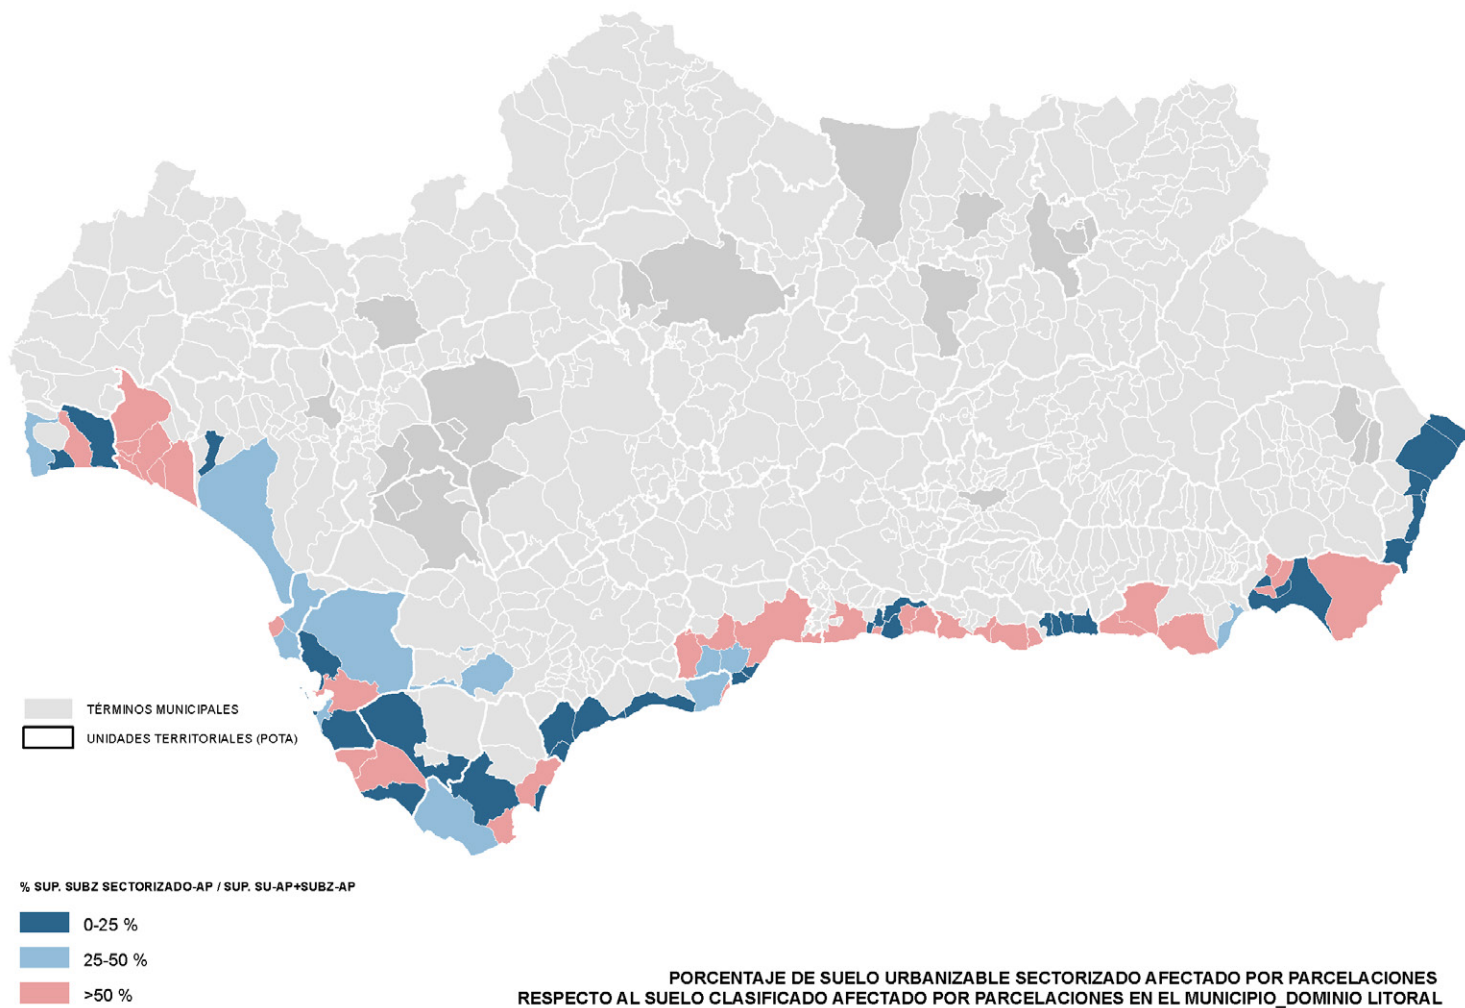 TÉRMINOS MUNICIPALES
UNIDADES TERRITORIALES (POTA)
% SUP. SUBZ SECTORIZADO-AP / SUP. SU-AP+SUBZ-AP
0-25 %
25-50 %
>50 %
PORCENTAJE DE SUELO URBANIZABLE SECTORIZADO AFECTADO POR PARCELACIONES
RESPECTO AL SUELO CLASIFICADO AFECTADO POR PARCELACIONES EN EL MUNICIPIO_DOMINIO LITORAL